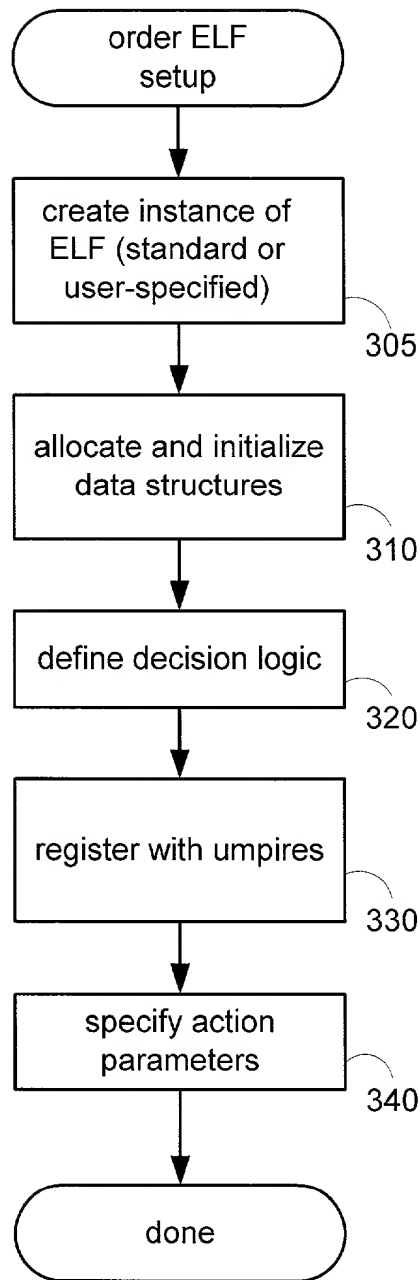 order ELF
setup
create instance of
ELF (standard or
user-specified)
305
allocate and initialize
data structures
310
define decision logic
320
register with umpires
330
specify action
parameters
340
done